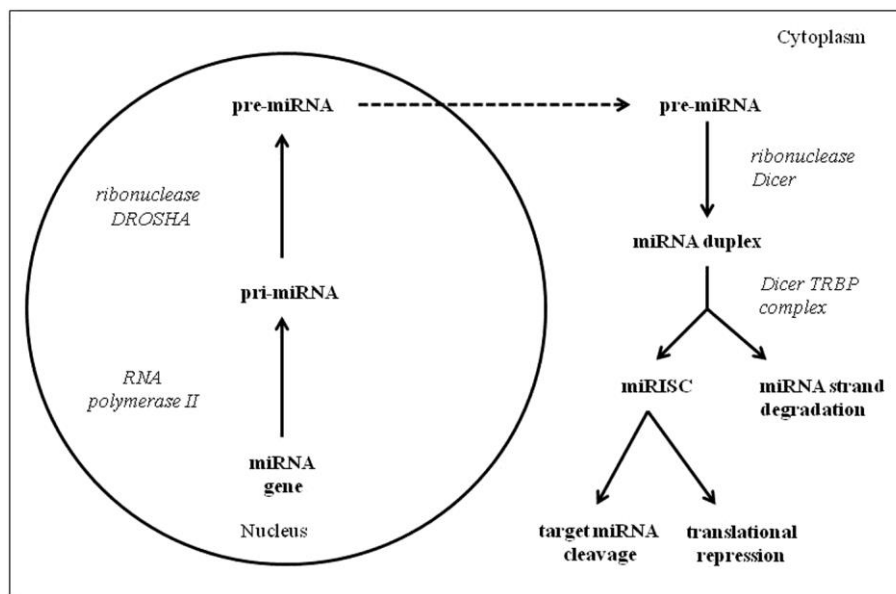 Cytoplasm
pre-miRNA
pre-miRNA
ribonuclease
DROSHA
ribonuclease
Dicer
miRNA duplex
pri-miRNA
Dicer TRBP
complex
RNA
polymerase II
miRISC
miRNA strand
degradation
miRNA
gene
Nucleus
target miRNA
cleavage
translational
repression